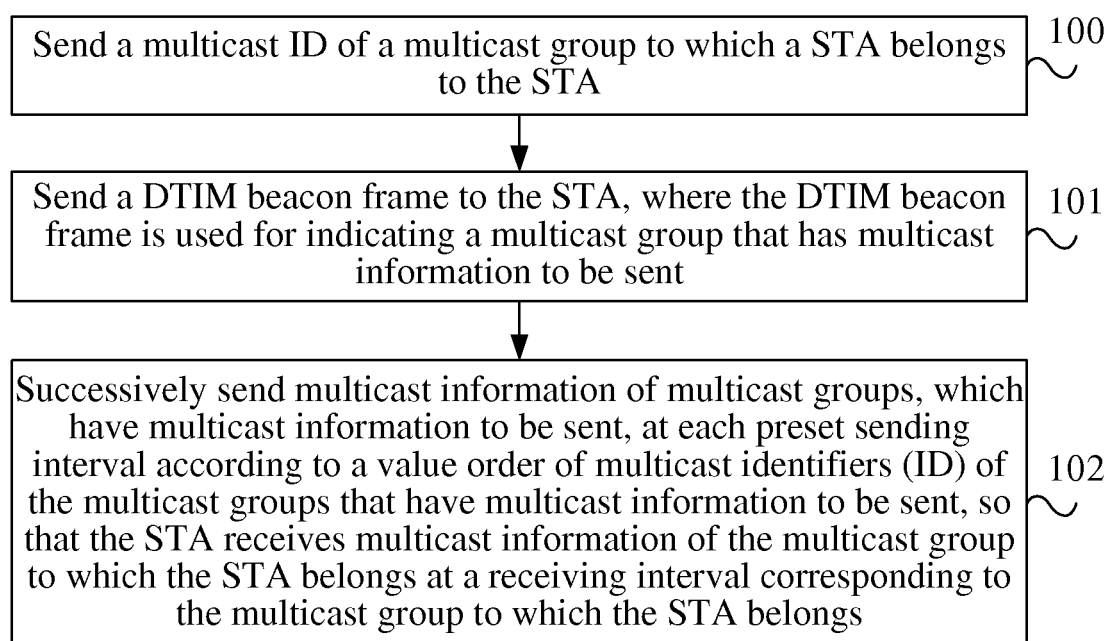 Send a multicast ID of a multicast group to which a STA belongs
to the STA
100
Send a DTIM beacon frame to the STA, where the DTIM beacon
frame is used for indicating a multicast group that has multicast
information to be sent
101
Successively send multicast information of multicast groups, which
have multicast information to be sent, at each preset sending
interval according to a value order of multicast identifiers (ID) of
the multicast groups that have multicast information to be sent, so
that the STA receives multicast information of the multicast group
to which the STA belongs at a receiving interval corresponding to
the multicast group to which the STA belongs
102